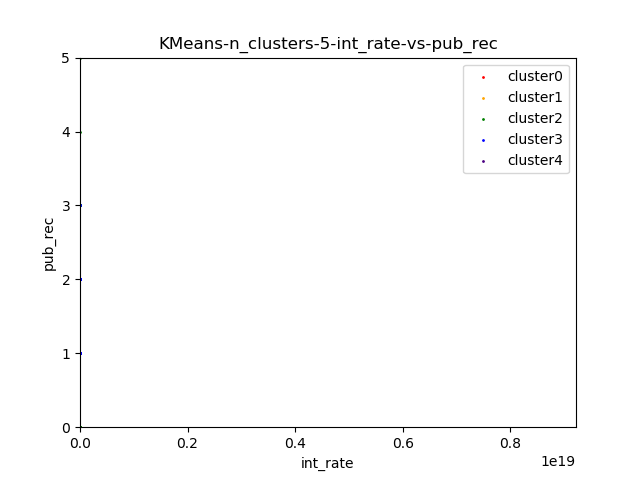 KMeans-n_clusters-5-int_rate-vs-pub_rec
cluster0
cluster1
cluster2
cluster3
cluster4
5
4
3
2
1
0
pub_rec
0.0 0.2 0.4 0.6 0.8
1e19
int_rate